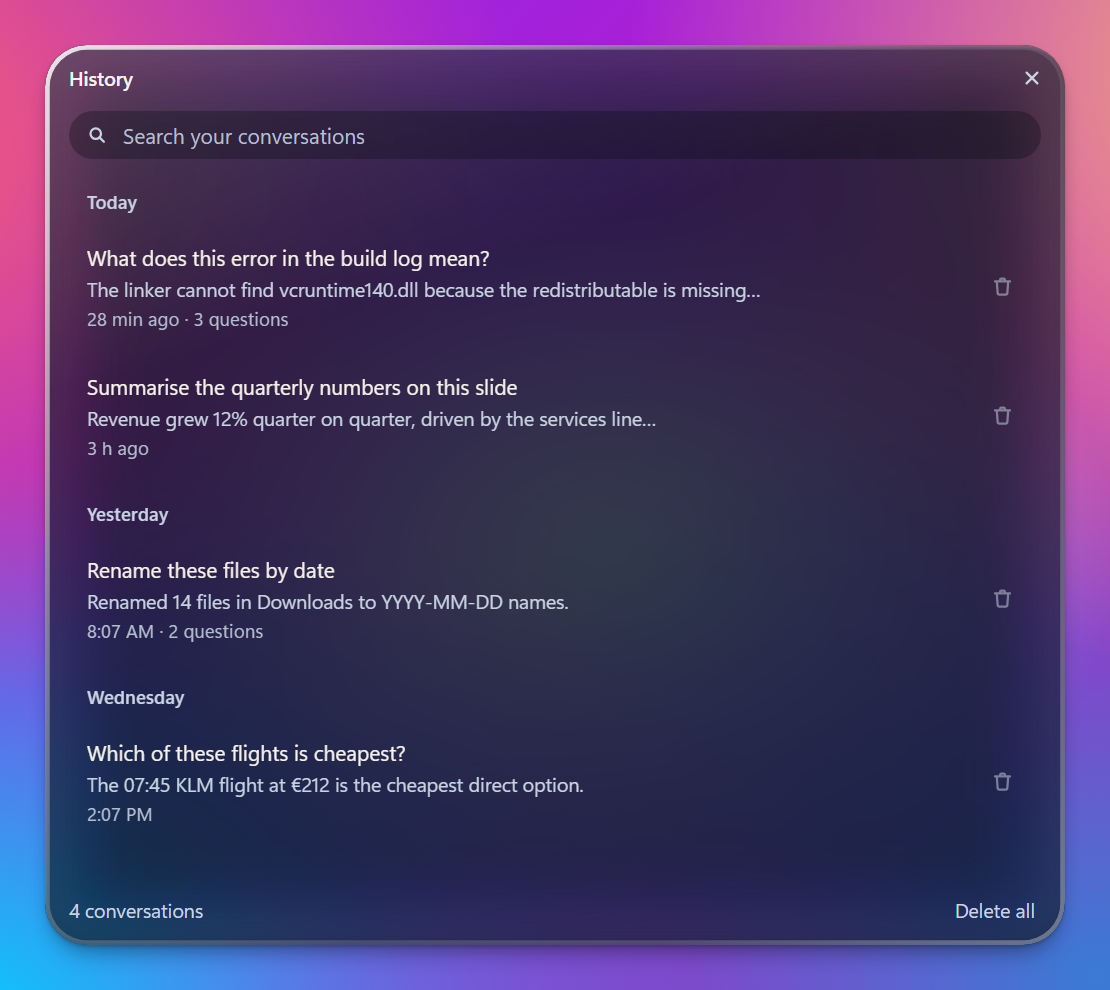 History
Search your conversations
Today
What does this error in the build log mean?
The linker cannot find vcruntime140.dll because the redistributable is missing...
28 min ago · 3 questions
Summarise the quarterly numbers on this slide
Revenue grew 12% quarter on quarter, driven by the services line...
3 h ago
Yesterday
Rename these files by date
Renamed 14 files in Downloads to YYYY-MM-DD names.
8:07 AM · 2 questions
Wednesday
Which of these flights is cheapest?
The 07:45 KLM flight at €212 is the cheapest direct option.
2:07 PM
4 conversations
Delete all